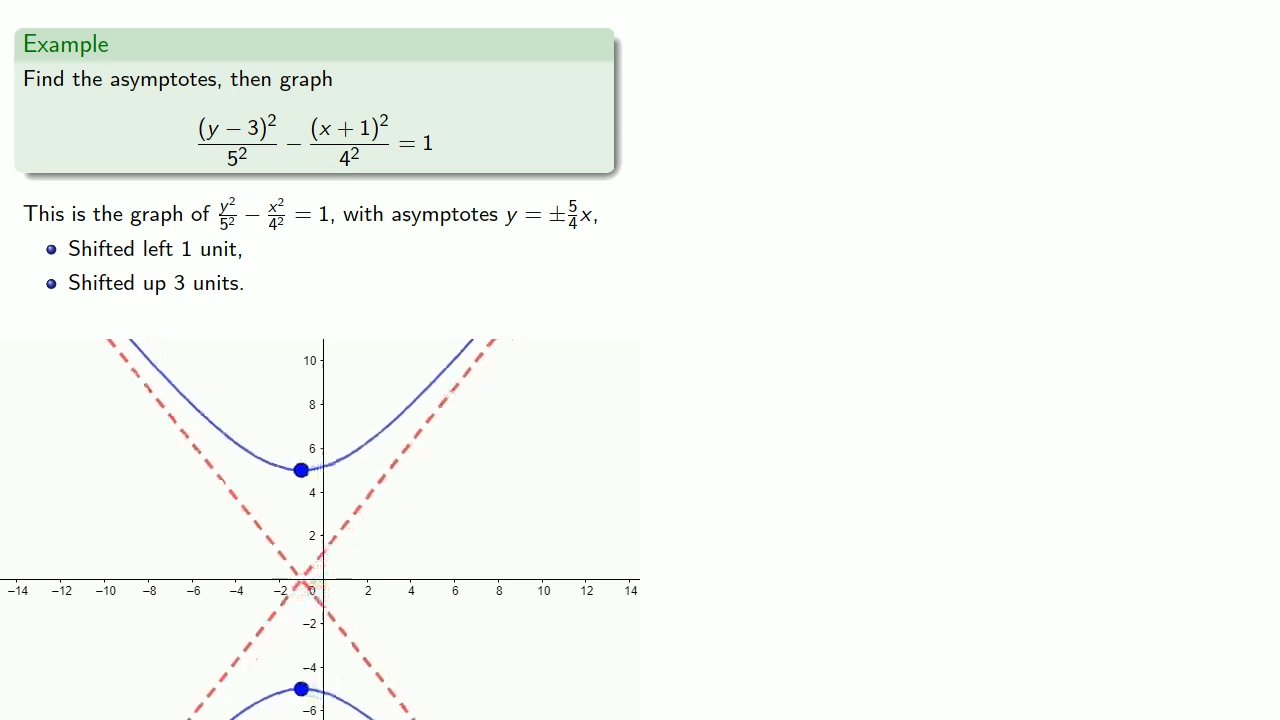 Example
Find the asymptotes, then graph
(y − 3)²/5² − (x + 1)²/4² = 1
This is the graph of y²/5² − x²/4² = 1, with asymptotes y = ±5/4x,
Shifted left 1 unit,
Shifted up 3 units.
10
8
6
4
2
−14 −12 −10 −8 −6 −4 −2 0 2 4 6 8 10 12 14
−2
−4
−6